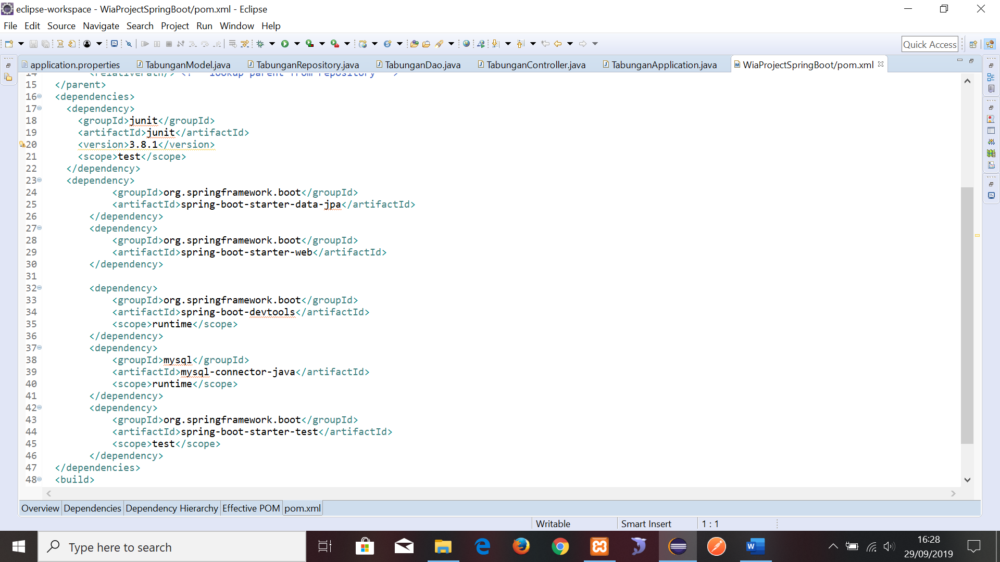 eclipse-workspace - WiaProjectSpringBoot/pom.xml - Eclipse
File Edit Source Navigate Search Project Run Window Help
Quick Access
application.properties TabunganModel.java TabunganRepository.java TabunganDao.java TabunganController.java TabunganApplication.java WiaProjectSpringBoot/pom.xml
14 <relativePath/> <!-- lookup parent from repository -->
15 </parent>
16 <dependencies>
17 <dependency>
18 <groupId>junit</groupId>
19 <artifactId>junit</artifactId>
20 <version>3.8.1</version>
21 <scope>test</scope>
22 </dependency>
23 <dependency>
24 <groupId>org.springframework.boot</groupId>
25 <artifactId>spring-boot-starter-data-jpa</artifactId>
26 </dependency>
27 <dependency>
28 <groupId>org.springframework.boot</groupId>
29 <artifactId>spring-boot-starter-web</artifactId>
30 </dependency>
31
32 <dependency>
33 <groupId>org.springframework.boot</groupId>
34 <artifactId>spring-boot-devtools</artifactId>
35 <scope>runtime</scope>
36 </dependency>
37 <dependency>
38 <groupId>mysql</groupId>
39 <artifactId>mysql-connector-java</artifactId>
40 <scope>runtime</scope>
41 </dependency>
42 <dependency>
43 <groupId>org.springframework.boot</groupId>
44 <artifactId>spring-boot-starter-test</artifactId>
45 <scope>test</scope>
46 </dependency>
47 </dependencies>
48 <build>
Overview Dependencies Dependency Hierarchy Effective POM pom.xml
Writable Smart Insert 1 : 1
Type here to search
16:28
29/09/2019